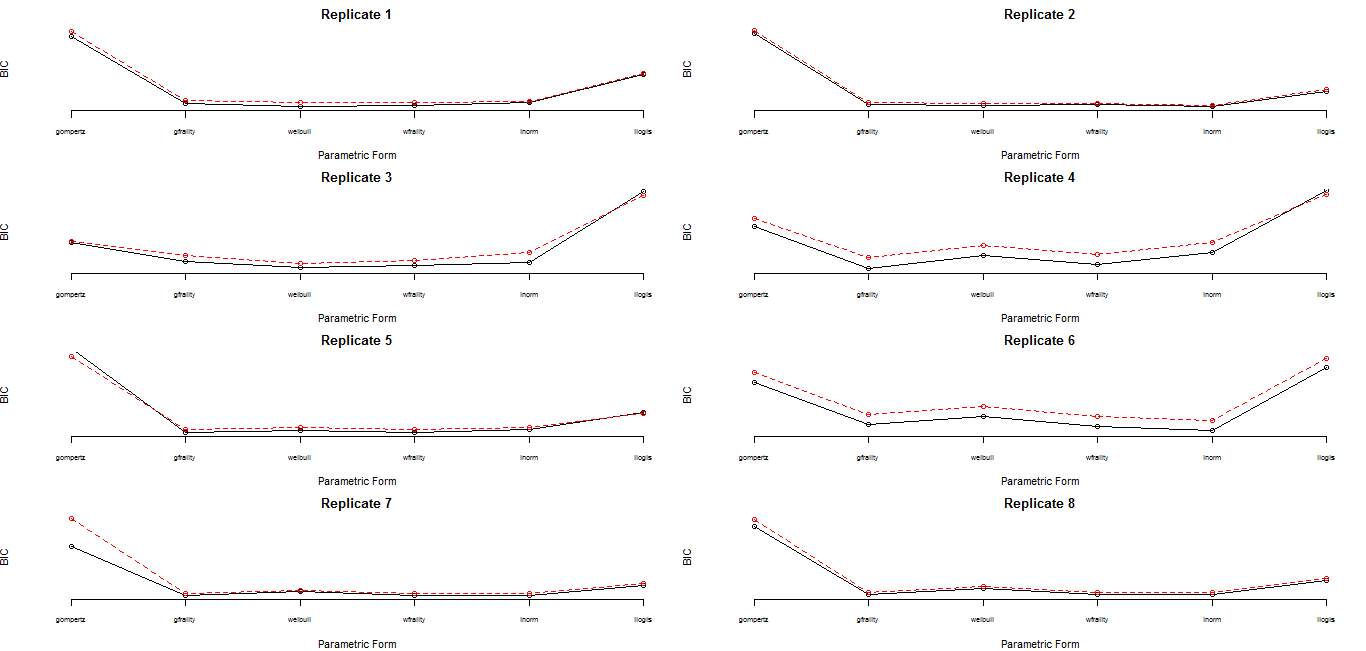 Replicate 1
BIC
gompertz gfrailty weibull wfrailty lnorm llogis
Parametric Form
Replicate 2
BIC
gompertz gfrailty weibull wfrailty lnorm llogis
Parametric Form
Replicate 3
BIC
gompertz gfrailty weibull wfrailty lnorm llogis
Parametric Form
Replicate 4
BIC
gompertz gfrailty weibull wfrailty lnorm llogis
Parametric Form
Replicate 5
BIC
gompertz gfrailty weibull wfrailty lnorm llogis
Parametric Form
Replicate 6
BIC
gompertz gfrailty weibull wfrailty lnorm llogis
Parametric Form
Replicate 7
BIC
gompertz gfrailty weibull wfrailty lnorm llogis
Parametric Form
Replicate 8
BIC
gompertz gfrailty weibull wfrailty lnorm llogis
Parametric Form